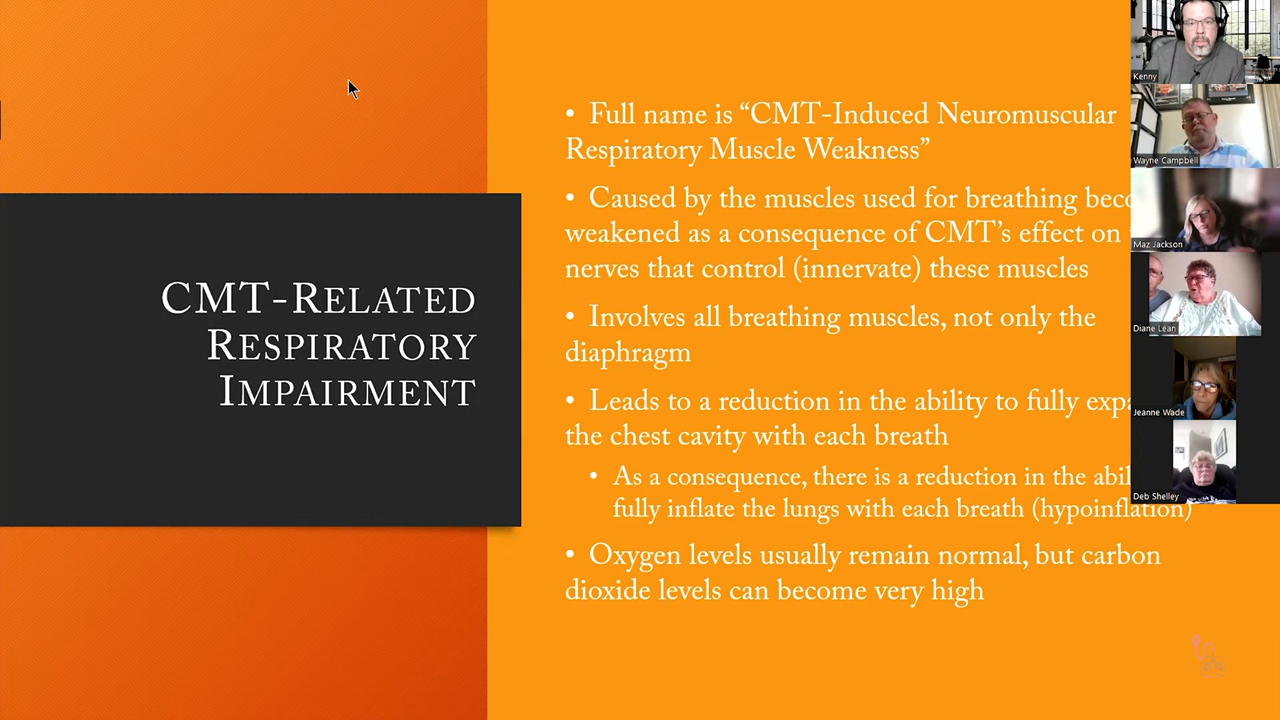 CMT-RELATED
RESPIRATORY
IMPAIRMENT
• Full name is “CMT-Induced Neuromuscular
Respiratory Muscle Weakness”
• Caused by the muscles used for breathing
weakened as a consequence of CMT’s effect on
nerves that control (innervate) these muscles
• Involves all breathing muscles, not only the
diaphragm
• Leads to a reduction in the ability to fully
the chest cavity with each breath
• As a consequence, there is a reduction in the
fully inflate the lungs with each breath (hypoinflation)
• Oxygen levels usually remain normal, but carbon
dioxide levels can become very high
Kenny
Wayne Campbell
Maz Jackson
Diane Lean
Jeanne Wade
Deb Shelley